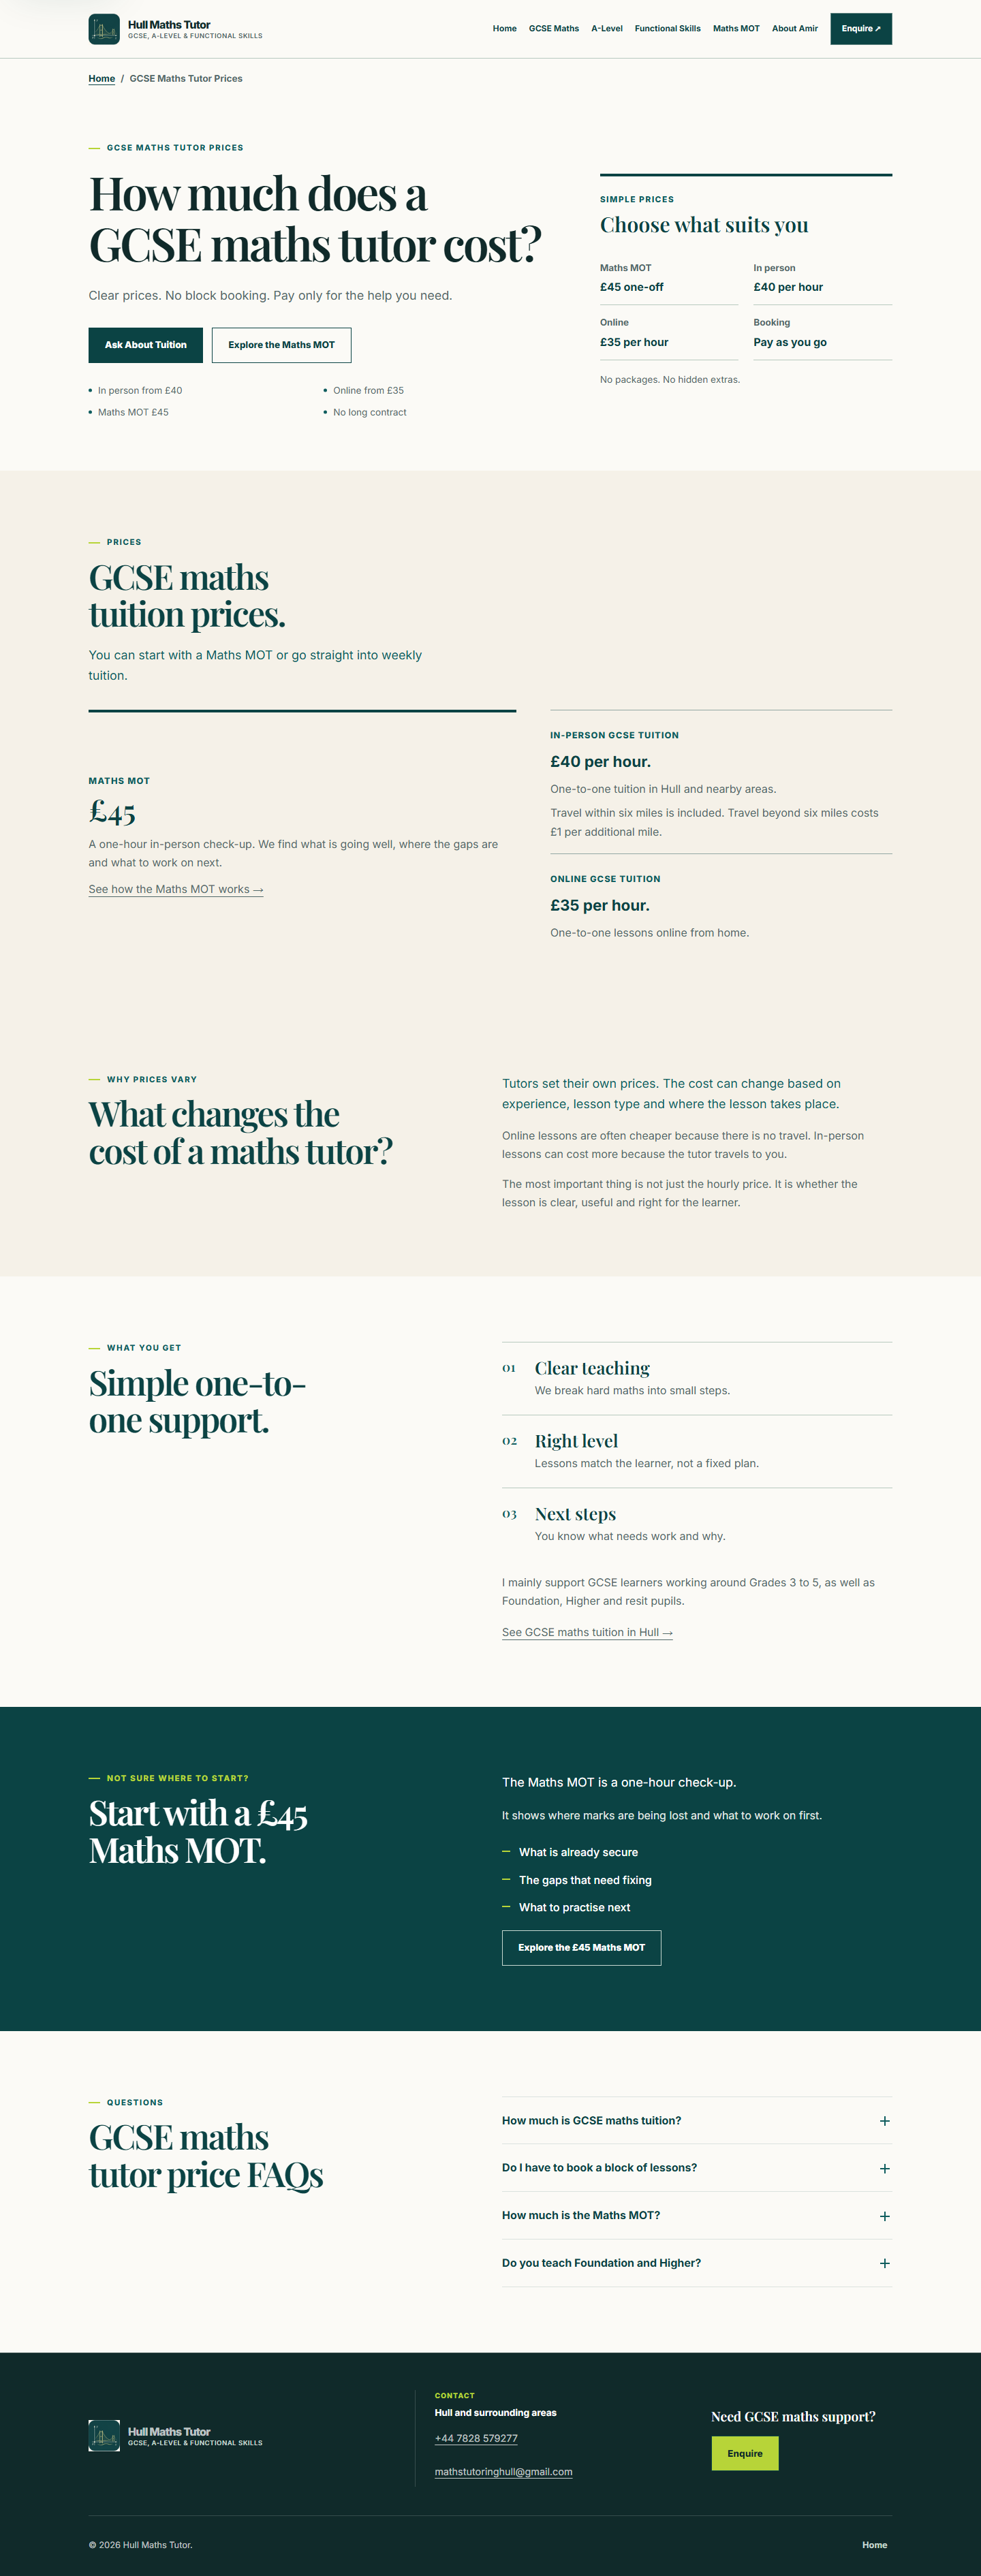 Hull Maths Tutor
GCSE, A-LEVEL & FUNCTIONAL SKILLS
Home GCSE Maths A-Level Functional Skills Maths MOT About Amir Enquire ↗
Home / GCSE Maths Tutor Prices
GCSE MATHS TUTOR PRICES
How much does a
GCSE maths tutor cost?
Clear prices. No block booking. Pay only for the help you need.
Ask About Tuition Explore the Maths MOT
In person from £40
Online from £35
Maths MOT £45
No long contract
SIMPLE PRICES
Choose what suits you
Maths MOT
£45 one-off
In person
£40 per hour
Online
£35 per hour
Booking
Pay as you go
No packages. No hidden extras.
PRICES
GCSE maths
tuition prices.
You can start with a Maths MOT or go straight into weekly
tuition.
MATHS MOT
£45
A one-hour in-person check-up. We find what is going well, where the gaps are
and what to work on next.
See how the Maths MOT works →
IN-PERSON GCSE TUITION
£40 per hour.
One-to-one tuition in Hull and nearby areas.
Travel within six miles is included. Travel beyond six miles costs
£1 per additional mile.
ONLINE GCSE TUITION
£35 per hour.
One-to-one lessons online from home.
WHY PRICES VARY
What changes the
cost of a maths tutor?
Tutors set their own prices. The cost can change based on
experience, lesson type and where the lesson takes place.
Online lessons are often cheaper because there is no travel. In-person
lessons can cost more because the tutor travels to you.
The most important thing is not just the hourly price. It is whether the
lesson is clear, useful and right for the learner.
WHAT YOU GET
Simple one-to-
one support.
01 Clear teaching
We break hard maths into small steps.
02 Right level
Lessons match the learner, not a fixed plan.
03 Next steps
You know what needs work and why.
I mainly support GCSE learners working around Grades 3 to 5, as well as
Foundation, Higher and resit pupils.
See GCSE maths tuition in Hull →
NOT SURE WHERE TO START?
Start with a £45
Maths MOT.
The Maths MOT is a one-hour check-up.
It shows where marks are being lost and what to work on first.
What is already secure
The gaps that need fixing
What to practise next
Explore the £45 Maths MOT
QUESTIONS
GCSE maths
tutor price FAQs
How much is GCSE maths tuition? +
Do I have to book a block of lessons? +
How much is the Maths MOT? +
Do you teach Foundation and Higher? +
Hull Maths Tutor
GCSE, A-LEVEL & FUNCTIONAL SKILLS
CONTACT
Hull and surrounding areas
+44 7828 579277
mathstutoringhull@gmail.com
Need GCSE maths support?
Enquire
© 2026 Hull Maths Tutor.
Home